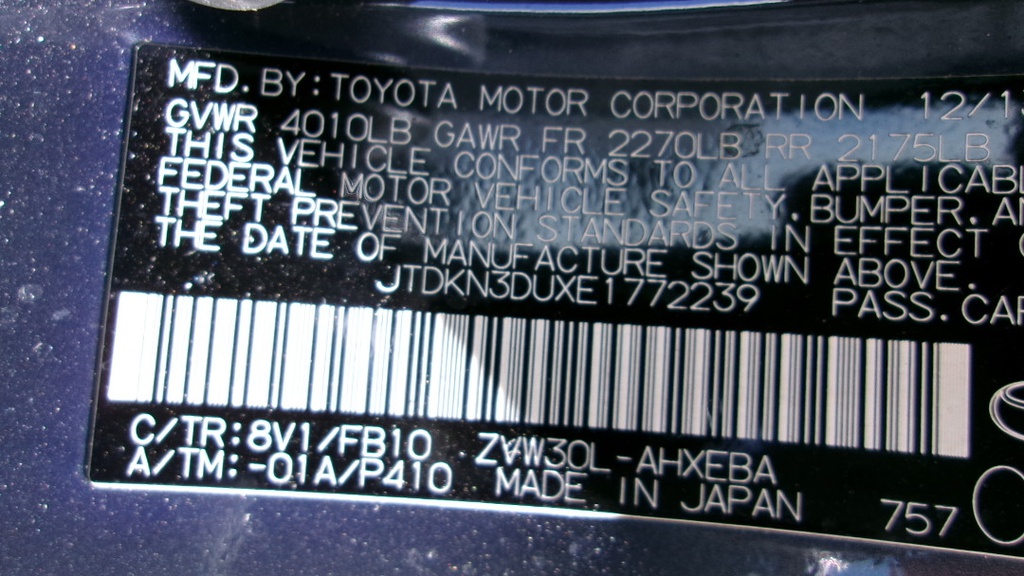 MFD. BY: TOYOTA MOTOR CORPORATION 12/1
GVWR 4010LB GAWR FR 2270LB RR 2175LB
THIS VEHICLE CONFORMS TO ALL APPLICABL
FEDERAL MOTOR VEHICLE SAFETY. BUMPER. AN
THEFT PREVENTION STANDARDS IN EFFECT O
THE DATE OF MANUFACTURE SHOWN ABOVE.
JTDKN3DUXE1772239 PASS. CAR
C/TR: 8V1/FB10 ZVW30L-AHXEBA
A/TM: -01A/P410 MADE IN JAPAN 757